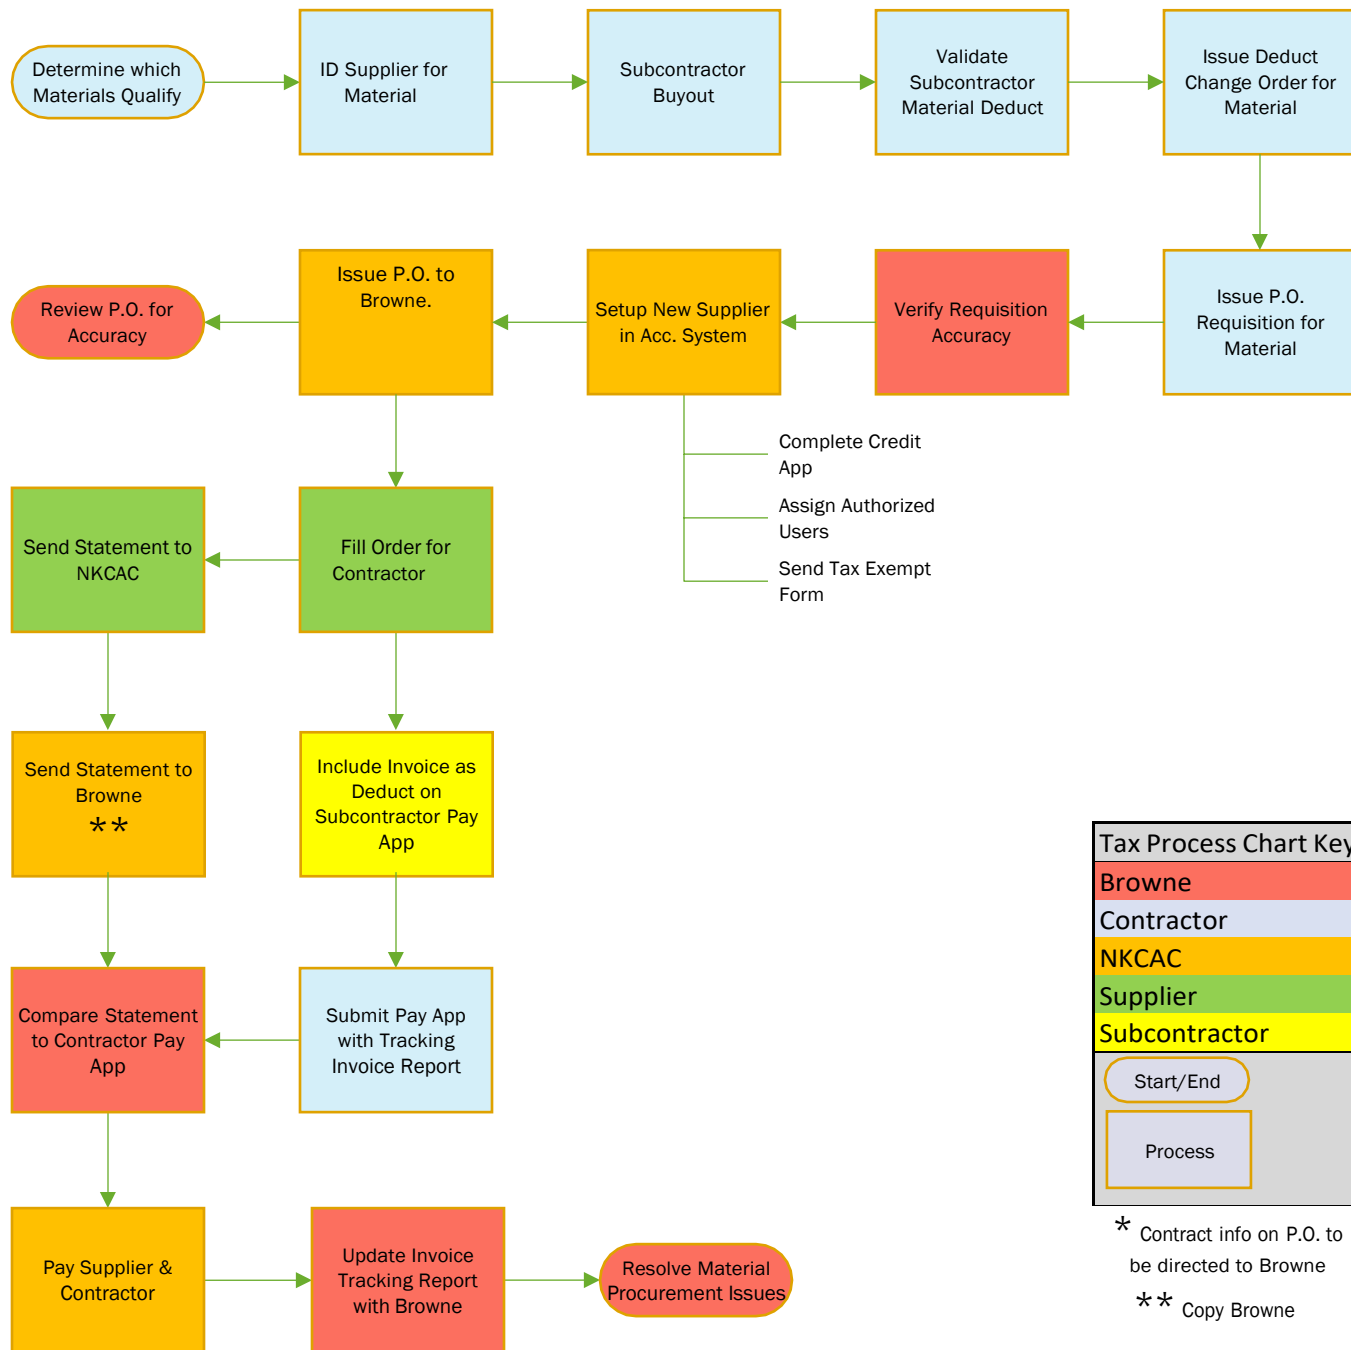 Determine which
Materials Qualify
ID Supplier for
Material
Subcontractor
Buyout
Validate
Subcontractor
Material Deduct
Issue Deduct
Change Order for
Material
Review P.O. for
Accuracy
Issue P.O. to
Browne.
Setup New Supplier
in Acc. System
Verify Requisition
Accuracy
Issue P.O.
Requisition for
Material
Complete Credit
App
Assign Authorized
Users
Send Tax Exempt
Form
Send Statement to
NKCAC
Fill Order for
Contractor
Send Statement to
Browne
**
Include Invoice as
Deduct on
Subcontractor Pay
App
Compare Statement
to Contractor Pay
App
Submit Pay App
with Tracking
Invoice Report
Pay Supplier &
Contractor
Update Invoice
Tracking Report
with Browne
Resolve Material
Procurement Issues
Tax Process Chart Key
Browne
Contractor
NKCAC
Supplier
Subcontractor
Start/End
Process
* Contract info on P.O. to
be directed to Browne
** Copy Browne